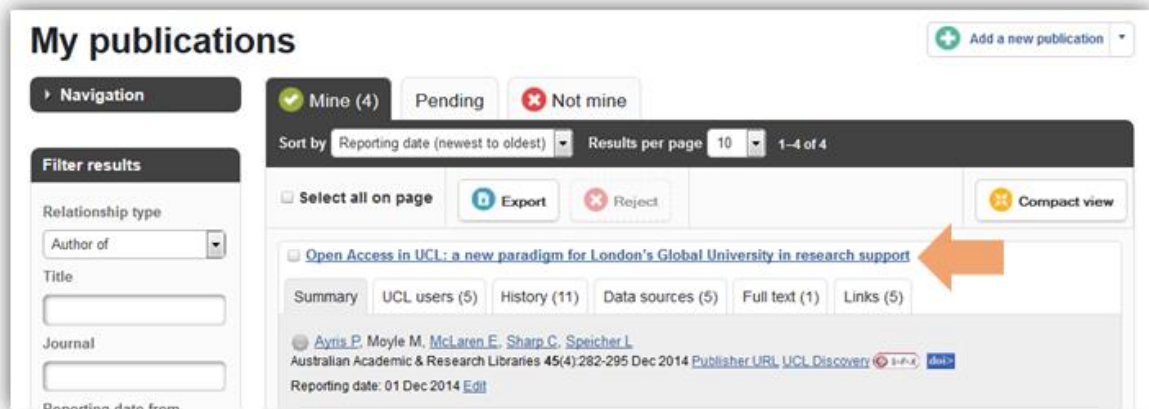 My publications
Add a new publication
Navigation
Mine (4) Pending Not mine
Sort by Reporting date (newest to oldest) Results per page 10 1–4 of 4
Filter results
Select all on page Export Reject Compact view
Relationship type
Author of
Open Access in UCL: a new paradigm for London's Global University in research support
Title
Summary UCL users (5) History (11) Data sources (5) Full text (1) Links (5)
Journal
Ayris P, Moyle M, McLaren E, Sharp C, Speicher L
Australian Academic & Research Libraries 45(4):282-295 Dec 2014 Publisher URL UCL Discovery S·F·X doi>
Reporting date: 01 Dec 2014 Edit
Reporting date from